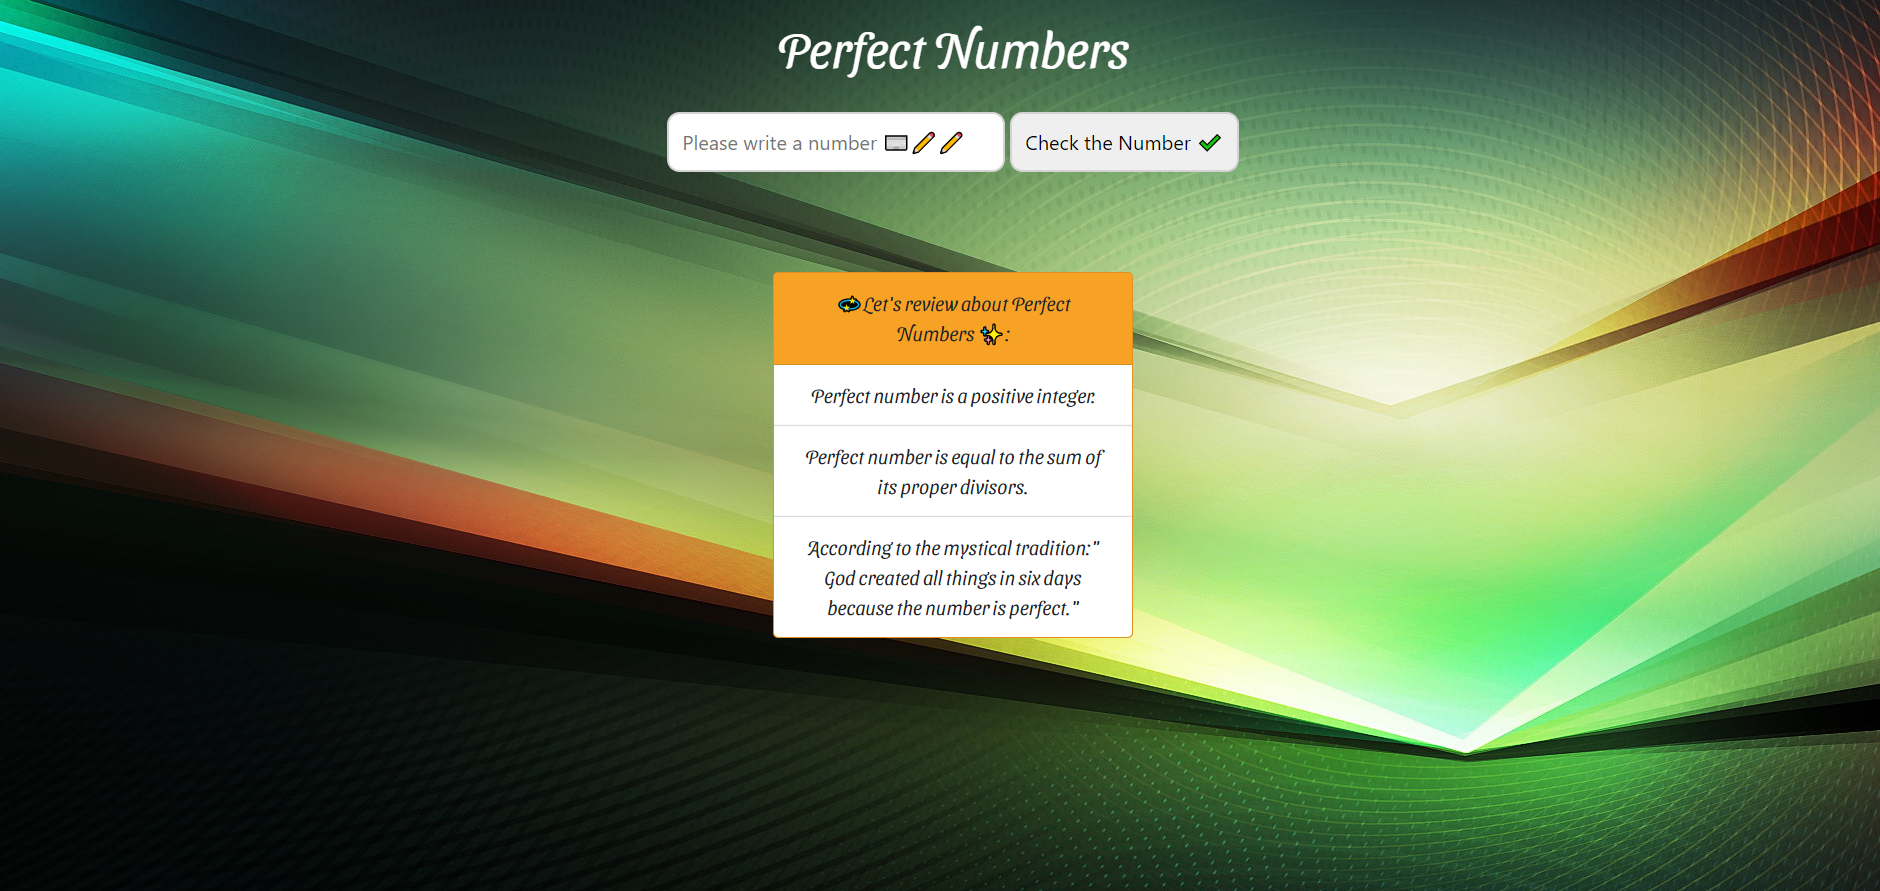 Perfect Numbers
Please write a number ⌨️✏️✏️
Check the Number ✔️
💫Let's review about Perfect
Numbers ✨:
Perfect number is a positive integer.
Perfect number is equal to the sum of
its proper divisors.
According to the mystical tradition:"
God created all things in six days
because the number is perfect."